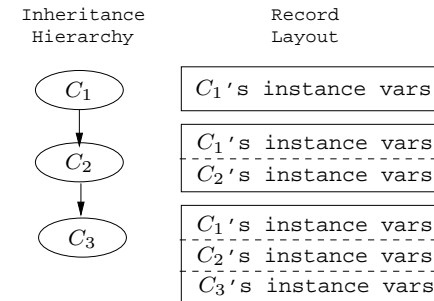 Inheritance Hierarchy
Record Layout
C₁
C₁'s instance vars
C₂
C₁'s instance vars
C₂'s instance vars
C₃
C₁'s instance vars
C₂'s instance vars
C₃'s instance vars